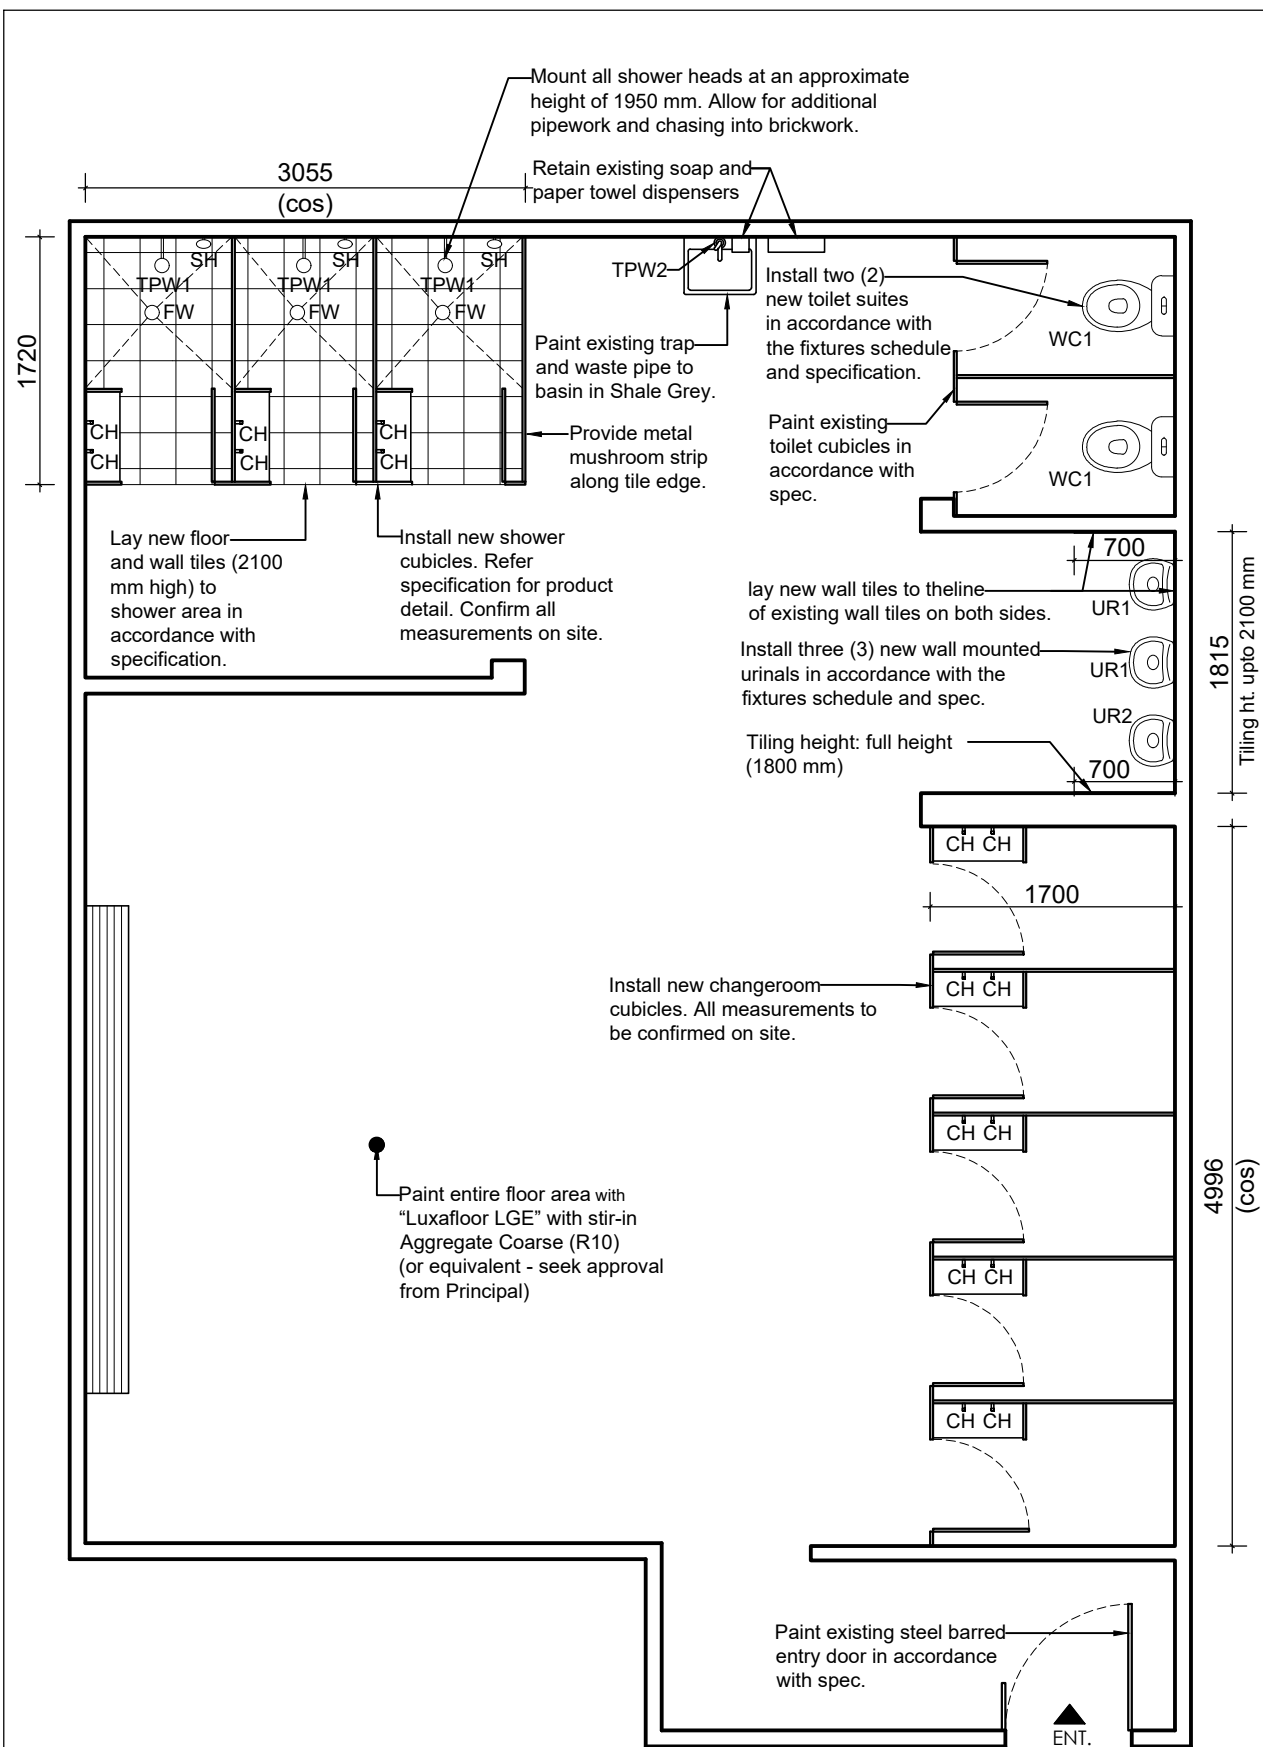 Mount all shower heads at an approximate
height of 1950 mm. Allow for additional
pipework and chasing into brickwork.
3055
(cos)
Retain existing soap and
paper towel dispensers
1720
SH
SH
SH
TPW1
TPW1
TPW1
FW
FW
FW
TPW2
Install two (2)
new toilet suites
in accordance with
the fixtures schedule
and specification.
WC1
Paint existing trap
and waste pipe to
basin in Shale Grey.
CH
CH
CH
CH
CH
CH
Provide metal
mushroom strip
along tile edge.
Paint existing
toilet cubicles in
accordance with
spec.
WC1
Lay new floor
and wall tiles (2100
mm high) to
shower area in
accordance with
specification.
Install new shower
cubicles. Refer
specification for product
detail. Confirm all
measurements on site.
700
lay new wall tiles to theline
of existing wall tiles on both sides.
UR1
Install three (3) new wall mounted
urinals in accordance with the
fixtures schedule and spec.
UR1
UR2
1815
Tiling ht. upto 2100 mm
Tiling height: full height
(1800 mm)
700
CH CH
1700
Install new changeroom
cubicles. All measurements to
be confirmed on site.
CH CH
CH CH
4996
(cos)
Paint entire floor area with
“Luxafloor LGE” with stir-in
Aggregate Coarse (R10)
(or equivalent - seek approval
from Principal)
CH CH
CH CH
Paint existing steel barred
entry door in accordance
with spec.
ENT.